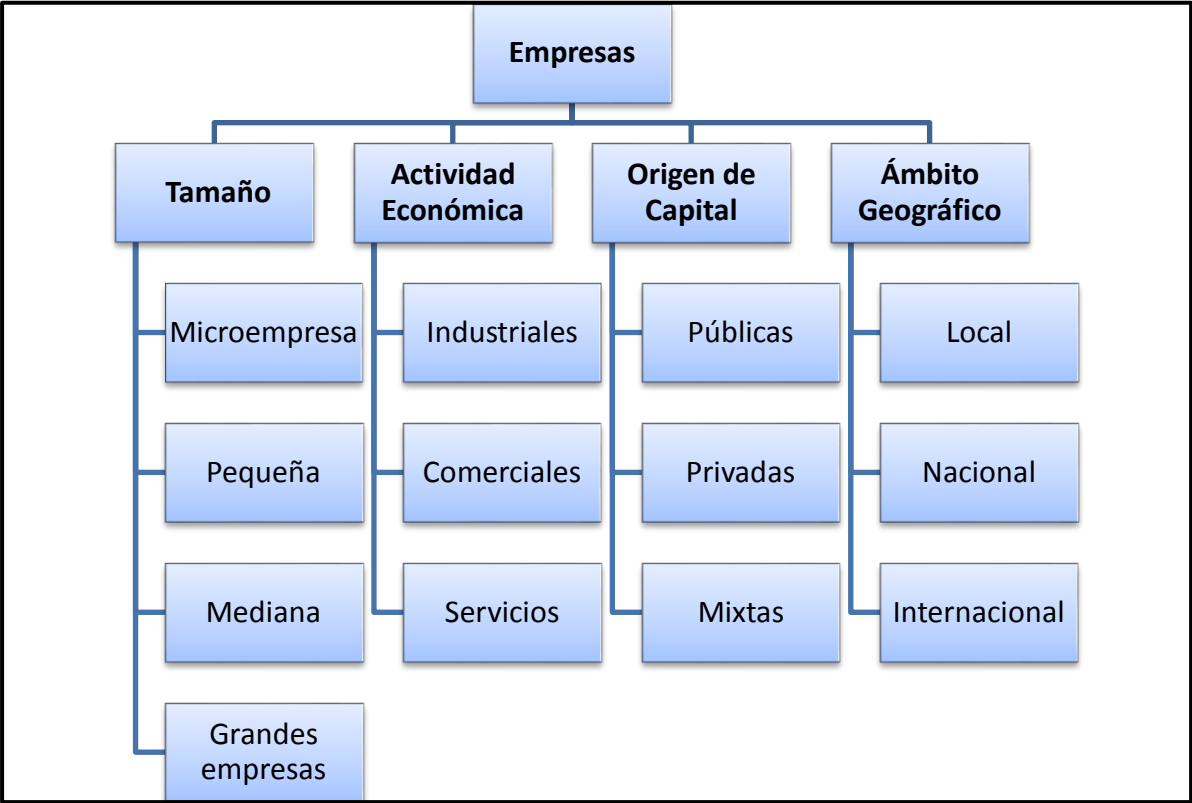 Empresas
Tamaño
Actividad
Económica
Origen de
Capital
Ámbito
Geográfico
Microempresa
Industriales
Públicas
Local
Pequeña
Comerciales
Privadas
Nacional
Mediana
Servicios
Mixtas
Internacional
Grandes
empresas